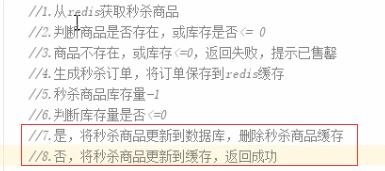 //1.从redis获取秒杀商品
//2.判断商品是否存在，或库存是否<= 0
//3.商品不存在，或库存<=0，返回失败，提示已售罄
//4.生成秒杀订单，将订单保存到redis缓存
//5.秒杀商品库存量-1
//6.判断库存量是否<=0
//7.是，将秒杀商品更新到数据库，删除秒杀商品缓存
//8.否，将秒杀商品更新到缓存，返回成功